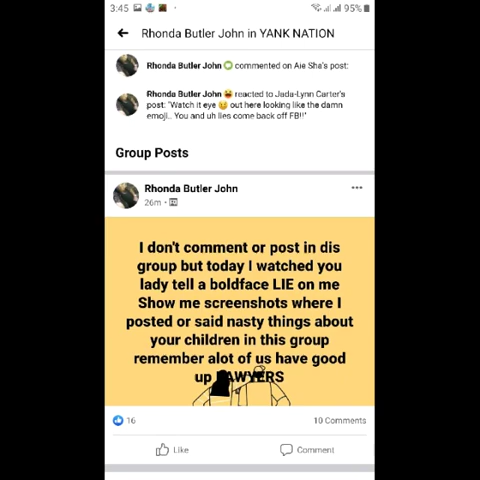 3:45 95%
Rhonda Butler John in YANK NATION
Rhonda Butler John commented on Aie Sha's post:
Rhonda Butler John 😆 reacted to Jada-Lynn Carter's
post: "Watch it eye 😉 out here looking like the damn
emoji.. You and uh lies come back off FB!!"
Group Posts
Rhonda Butler John
26m ·
I don't comment or post in dis
group but today I watched you
lady tell a boldface LIE on me
Show me screenshots where I
posted or said nasty things about
your children in this group
remember alot of us have good
up LAWYERS
16 10 Comments
Like Comment